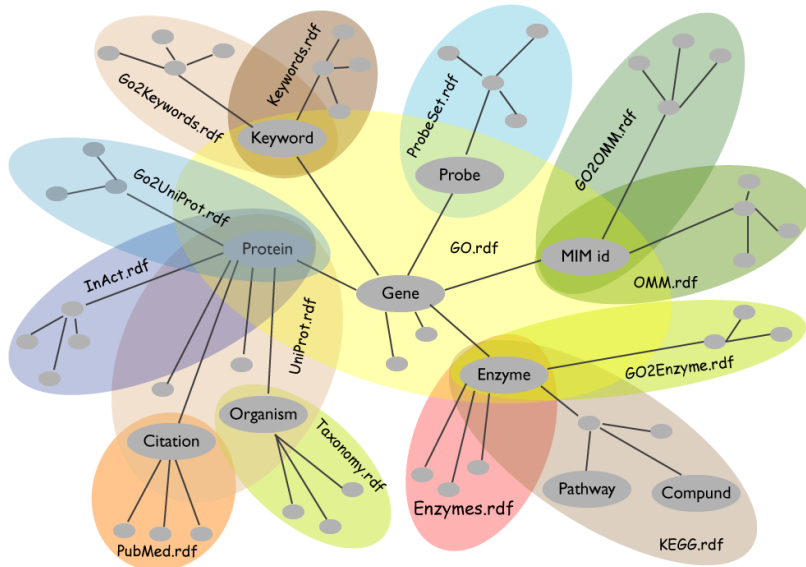 Go2Keywords.rdf
Keywords.rdf
Keyword
ProbeSet.rdf
Probe
GO2OMM.rdf
Go2UniProt.rdf
Protein
GO.rdf
MIM id
OMM.rdf
InAct.rdf
Gene
UniProt.rdf
GO2Enzyme.rdf
Enzyme
Organism
Citation
Taxonomy.rdf
Pathway
Compund
Enzymes.rdf
PubMed.rdf
KEGG.rdf